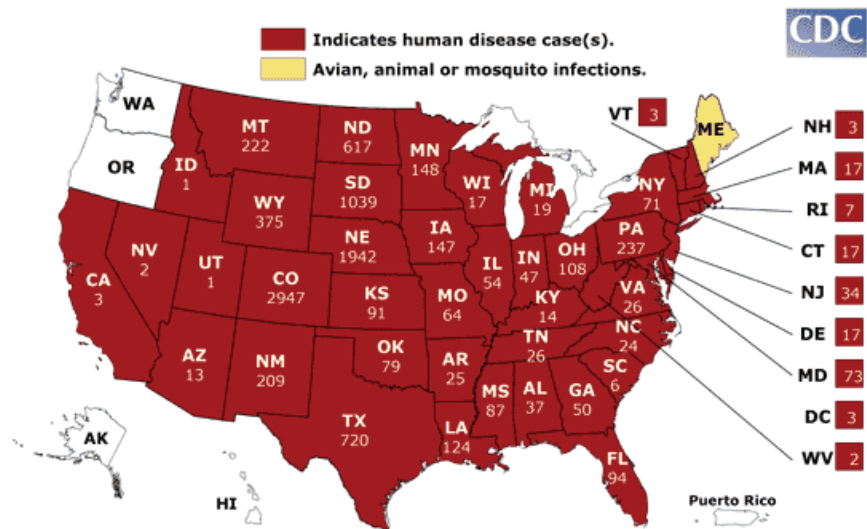 Indicates human disease case(s).
Avian, animal or mosquito infections.
CDC
WA
OR
MT
222
ID
1
WY
375
ND
617
SD
1039
NE
1942
MN
148
WI
17
MI
19
IA
147
NV
2
UT
1
CA
3
CO
2947
KS
91
MO
64
IL
54
IN
47
OH
108
KY
14
NY
71
PA
237
VA
26
NC
24
TN
26
SC
6
AZ
13
NM
209
OK
79
AR
25
TX
720
LA
124
MS
87
AL
37
GA
50
FL
94
VT 3
ME
NH 3
MA 17
RI 7
CT 17
NJ 34
DE 17
MD 73
DC 3
WV 2
AK
HI
Puerto Rico